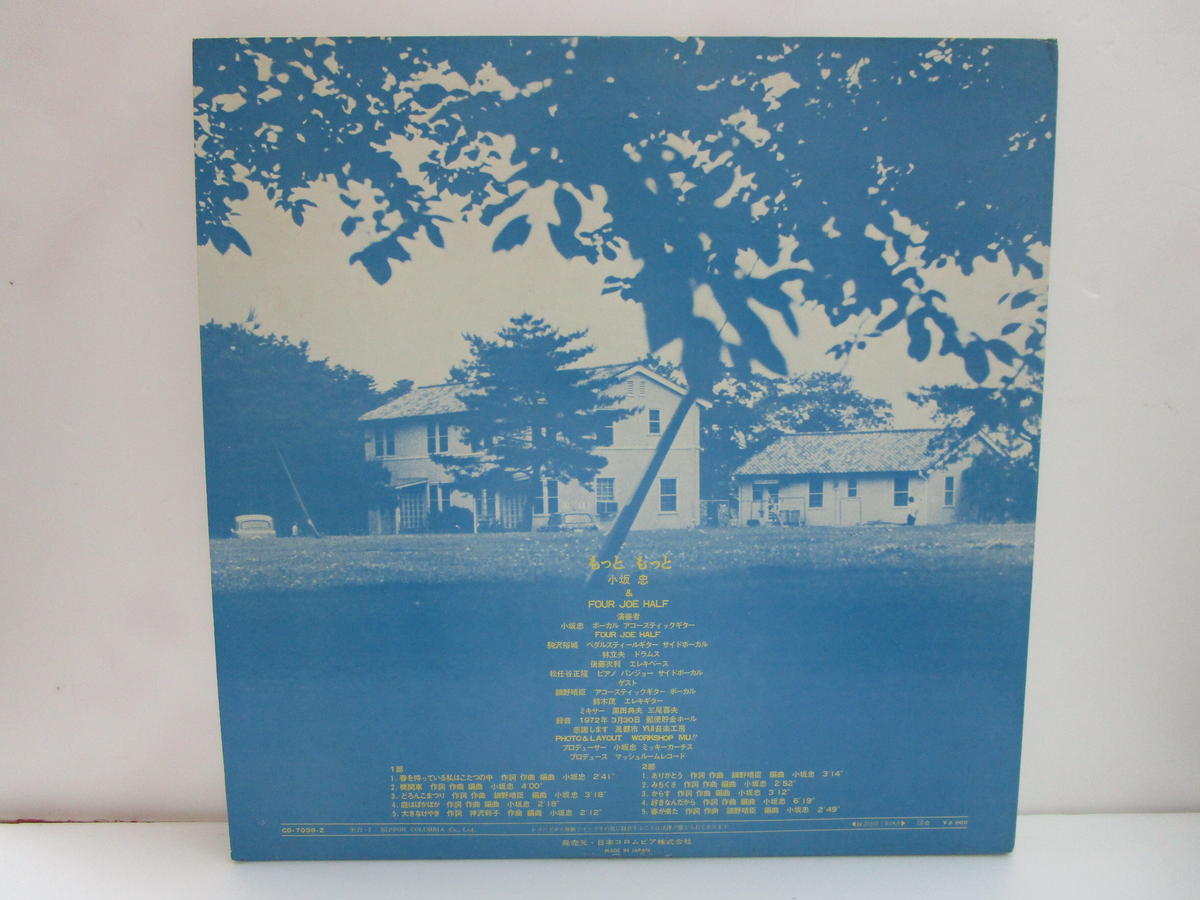 もっと もっと
小坂 忠
&
FOUR JOE HALF
演奏者
小坂忠 ボーカル アコースティックギター
FOUR JOE HALF
駒沢裕城 ペダルスティールギター サイドボーカル
林立夫 ドラムス
後藤次利 エレキベース
松任谷正隆 ピアノ バンジョー サイドボーカル
ゲスト
細野晴臣 アコースティックギター ボーカル
鈴木茂 エレキギター
ミキサー 黒田典夫 三尾喜夫
録音 1972年 3月30日 郵便貯金ホール
感謝します 風都市 YUI音楽工房
PHOTO & LAYOUT WORKSHOP MU!!
プロデューサー 小坂忠 ミッキーカーチス
プロデュース マッシュルームレコード
1部
1. 春を待っている私はこたつの中 作詞 作曲 編曲 小坂忠 2'41"
2. 機関車 作詞 作曲 編曲 小坂忠 4'00"
3. どろんこまつり 作詞 作曲 細野晴臣 編曲 小坂忠 3'18"
4. 庭はぽかぽか 作詞 作曲 編曲 小坂忠 2'18"
5. 大きなけやき 作詞 神沢利子 作曲 編曲 小坂忠 2'12"
2部
1. ありがとう 作詞 作曲 細野晴臣 編曲 小坂忠 3'14"
2. みちくさ 作詞 作曲 編曲 小坂忠 2'52"
3. からす 作詞 作曲 編曲 小坂忠 3'12"
4. 好きなんだから 作詞 作曲 編曲 小坂忠 6'19"
5. 春が来た 作詞 作曲 編曲 小坂忠 2'49"
CD-7039-Z NIPPON COLUMBIA Co., Ltd.
発売元・日本コロムビア株式会社
MADE IN JAPAN